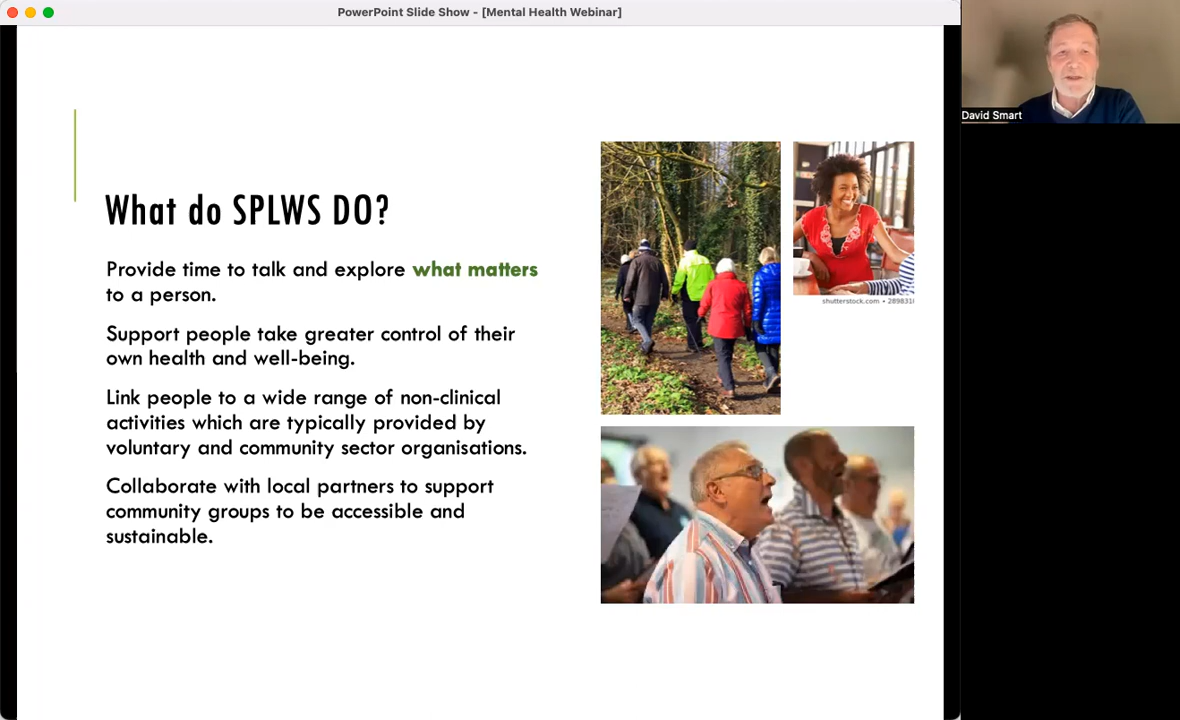 PowerPoint Slide Show - [Mental Health Webinar]
David Smart
What do SPLWS DO?
Provide time to talk and explore what matters
to a person.
Support people take greater control of their
own health and well-being.
Link people to a wide range of non-clinical
activities which are typically provided by
voluntary and community sector organisations.
Collaborate with local partners to support
community groups to be accessible and
sustainable.
shutterstock.com •